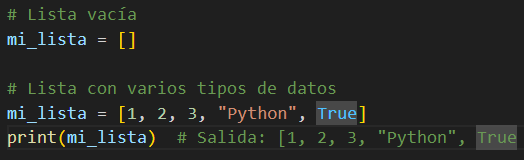 # Lista vacía
mi_lista = []
# Lista con varios tipos de datos
mi_lista = [1, 2, 3, "Python", True]
print(mi_lista)  # Salida: [1, 2, 3, "Python", True